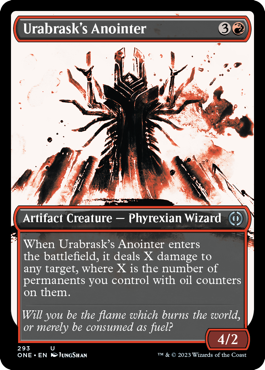 Urabrask's Anointer 3
Artifact Creature — Phyrexian Wizard
When Urabrask's Anointer enters
the battlefield, it deals X damage to
any target, where X is the number of
permanents you control with oil counters
on them.
Will you be the flame which burns the world,
or merely be consumed as fuel?
4/2
293 U
ONE • EN JungShan ™ & © 2023 Wizards of the Coast